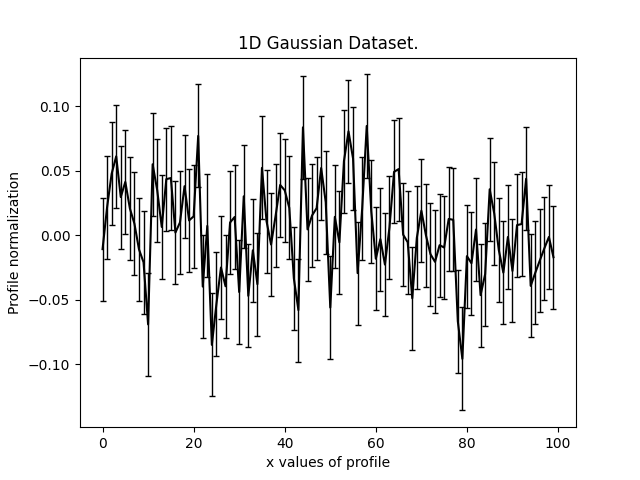 1D Gaussian Dataset.
Profile normalization
0.10
0.05
0.00
−0.05
−0.10
0 20 40 60 80 100
x values of profile